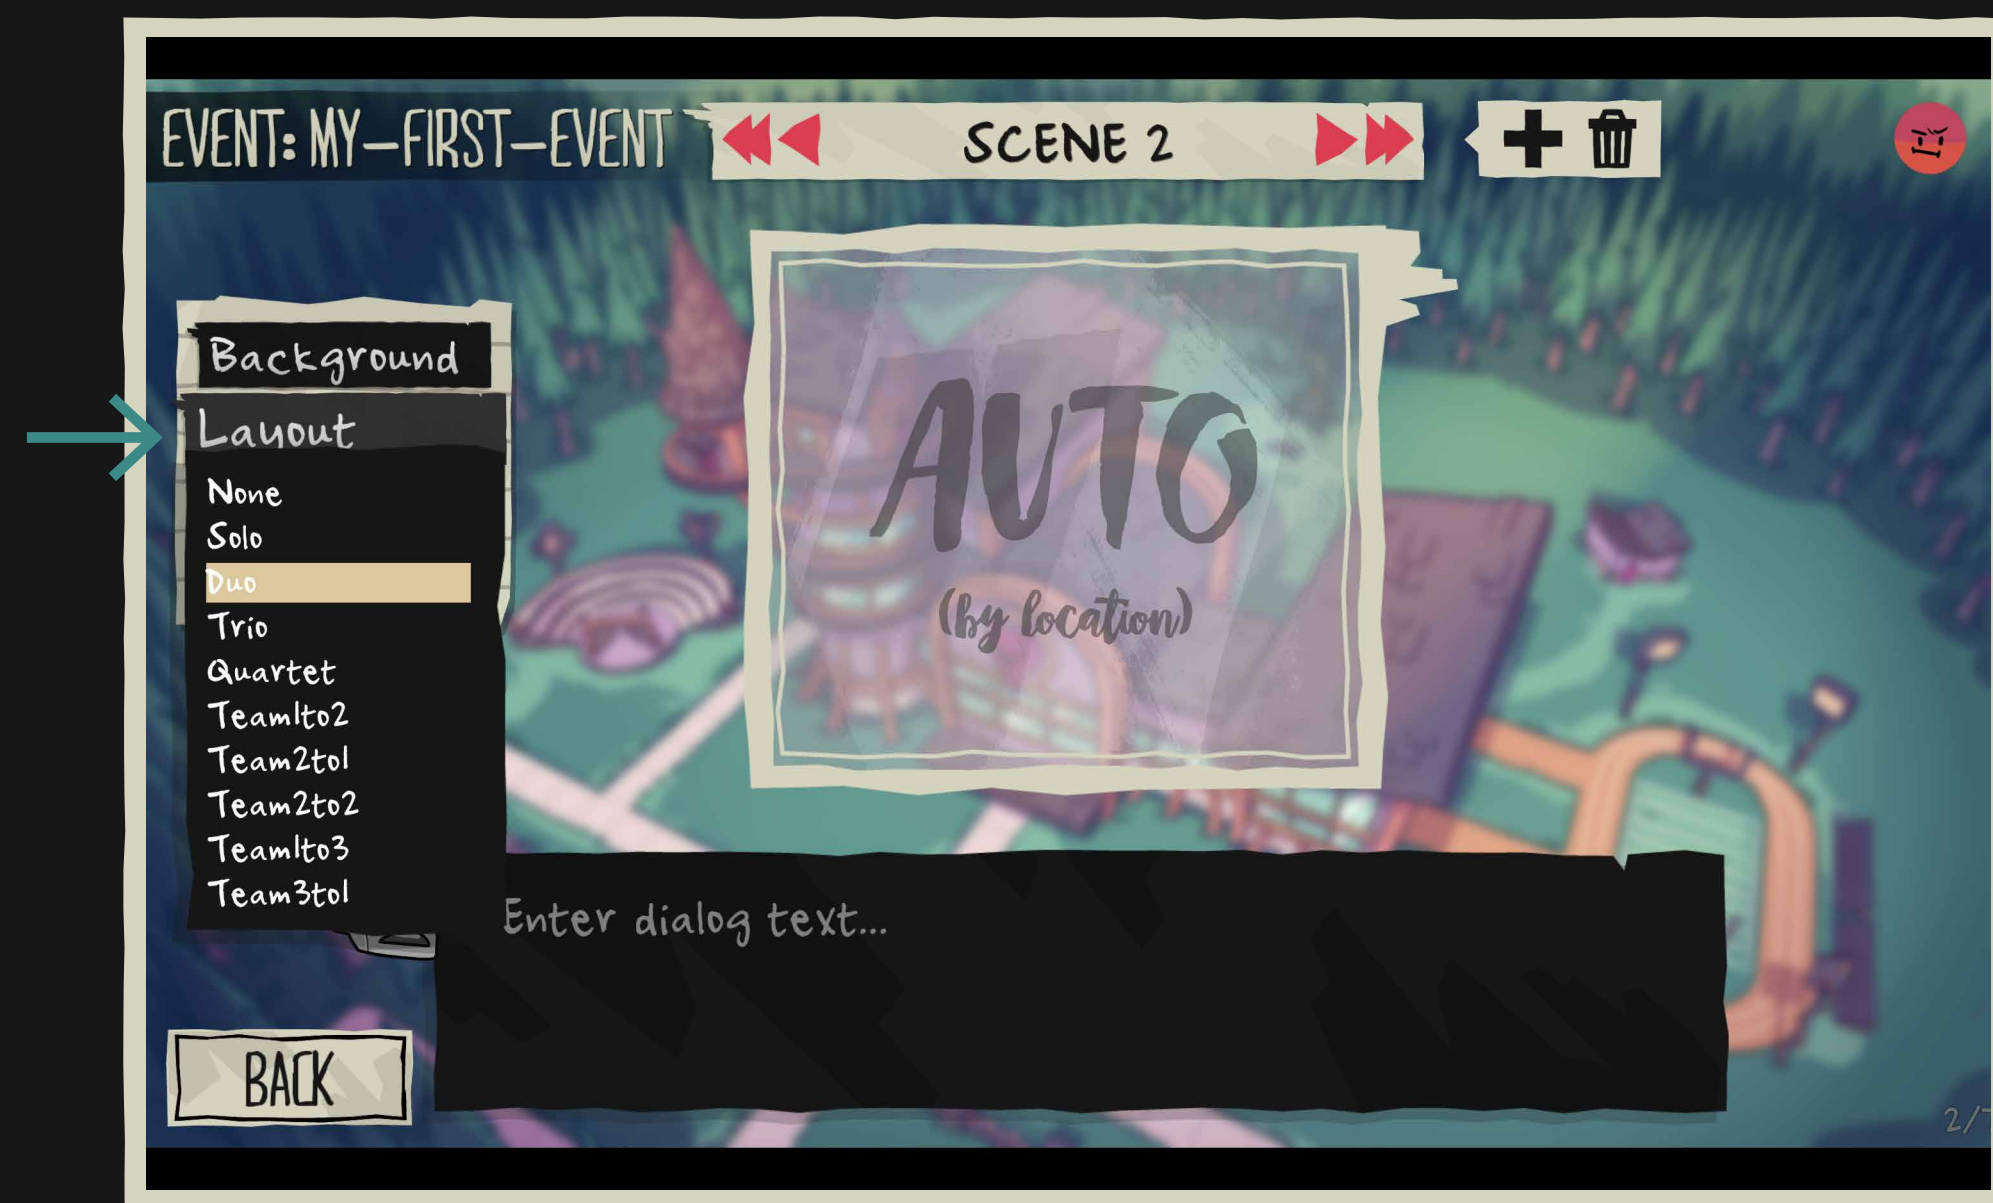 EVENT: MY-FIRST-EVENT
SCENE 2
Background
Layout
None
Solo
Duo
Trio
Quartet
Team1to2
Team2to1
Team2to2
Team1to3
Team3to1
AUTO
(by location)
Enter dialog text...
BACK
2/